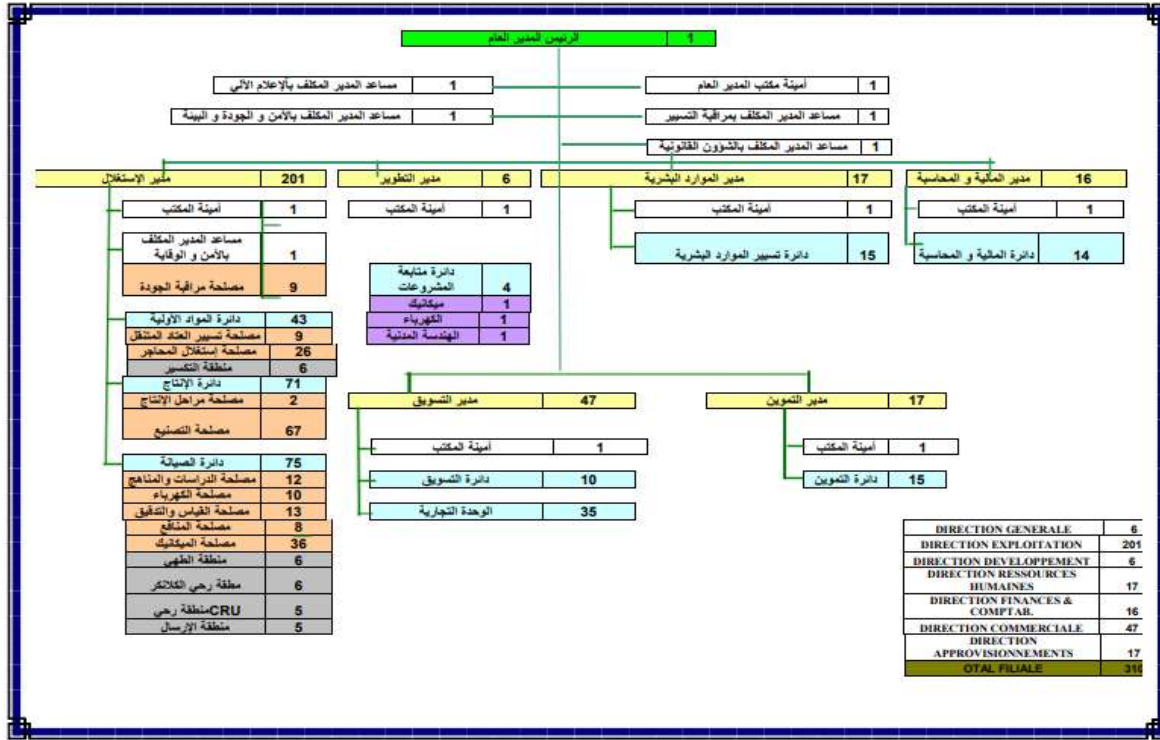 الرئيس المدير العام 1
مساعد المدير المكلف بالإعلام الألي 1
أمينة مكتب المدير العام 1
مساعد المدير المكلف بالأمن و الجودة و البيئة 1
مساعد المدير المكلف بمراقبة التسيير 1
مساعد المدير المكلف بالشؤون القانونية 1
مدير الإستغلال 201
مدير التطوير 6
مدير الموارد البشرية 17
مدير المالية و المحاسبة 16
أمينة المكتب 1
أمينة المكتب 1
أمينة المكتب 1
أمينة المكتب 1
مساعد المدير المكلف
بالأمن و الوقاية 1
دائرة تسيير الموارد البشرية 15
دائرة المالية و المحاسبة 14
مصلحة مراقبة الجودة 9
دائرة متابعة
المشروعات 4
ميكانيك 1
الكهرباء 1
الهندسة المدنية 1
دائرة المواد الأولية 43
مصلحة تسيير العتاد المتنقل 9
مصلحة إستغلال المحاجر 26
منطقة التكسير 6
دائرة الإنتاج 71
مصلحة مراحل الإنتاج 2
مصلحة التصنيع 67
دائرة الصيانة 75
مصلحة الدراسات والمناهج 12
مصلحة الكهرباء 10
مصلحة القياس والتدقيق 13
مصلحة المنافع 8
مصلحة الميكانيك 36
منطقة الطهي 6
مطقة رحي الكلانكر 6
منطقة رحيCRU 5
منطقة الإرسال 5
مدير التسويق 47
أمينة المكتب 1
دائرة التسويق 10
الوحدة التجارية 35
مدير التموين 17
أمينة المكتب 1
دائرة التموين 15
DIRECTION GENERALE 6
DIRECTION EXPLOITATION 201
DIRECTION DEVELOPPEMENT 6
DIRECTION RESSOURCES
HUMAINES 17
DIRECTION FINANCES &
COMPTAB. 16
DIRECTION COMMERCIALE 47
DIRECTION
APPROVISIONNEMENTS 17
OTAL FILIALE 310